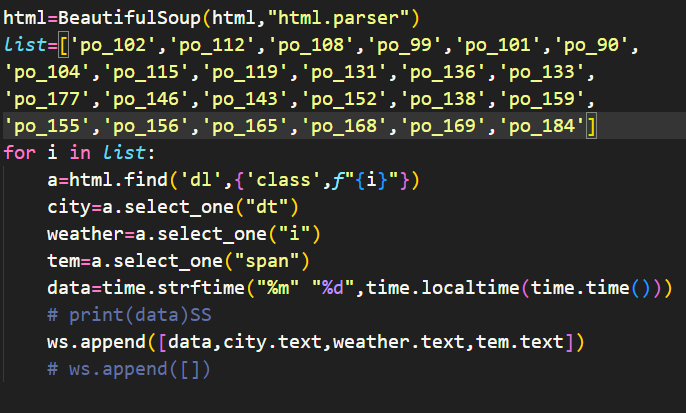 html=BeautifulSoup(html,"html.parser")
list=['po_102','po_112','po_108','po_99','po_101','po_90',
'po_104','po_115','po_119','po_131','po_136','po_133',
'po_177','po_146','po_143','po_152','po_138','po_159',
'po_155','po_156','po_165','po_168','po_169','po_184']
for i in list:
    a=html.find('dl',{'class',f"{i}"})
    city=a.select_one("dt")
    weather=a.select_one("i")
    tem=a.select_one("span")
    data=time.strftime("%m" "%d",time.localtime(time.time()))
    # print(data)SS
    ws.append([data,city.text,weather.text,tem.text])
    # ws.append([])